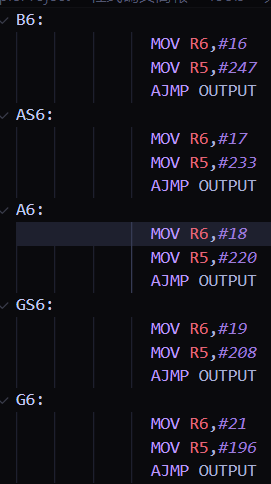 B6:
MOV R6,#16
MOV R5,#247
AJMP OUTPUT
AS6:
MOV R6,#17
MOV R5,#233
AJMP OUTPUT
A6:
MOV R6,#18
MOV R5,#220
AJMP OUTPUT
GS6:
MOV R6,#19
MOV R5,#208
AJMP OUTPUT
G6:
MOV R6,#21
MOV R5,#196
AJMP OUTPUT